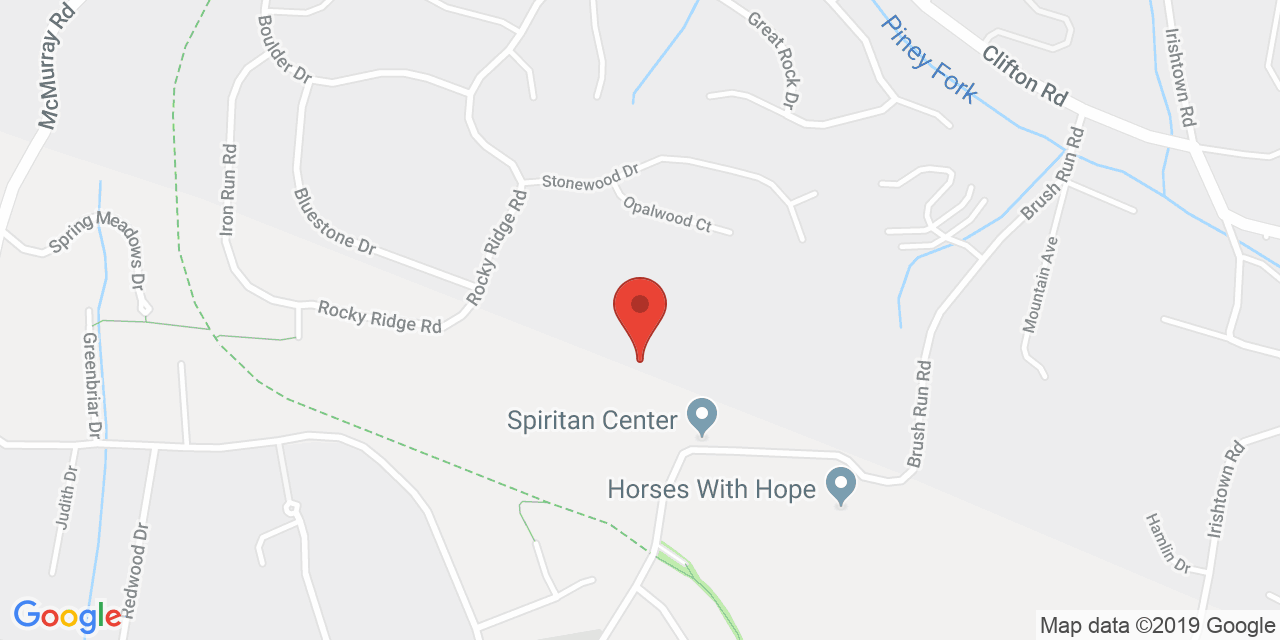 McMurray Rd
Boulder Dr
Great Rock Dr
Piney Fork
Clifton Rd
Irishtown Rd
Iron Run Rd
Bluestone Dr
Stonewood Dr
Opalwood Ct
Brush Run Rd
Spring Meadows Dr
Rocky Ridge Rd
Mountain Ave
Rocky Ridge Rd
Greenbriar Dr
Spiritan Center
Brush Run Rd
Horses With Hope
Irishtown Rd
Judith Dr
Redwood Dr
Hamlin Dr
Google
Map data ©2019 Google